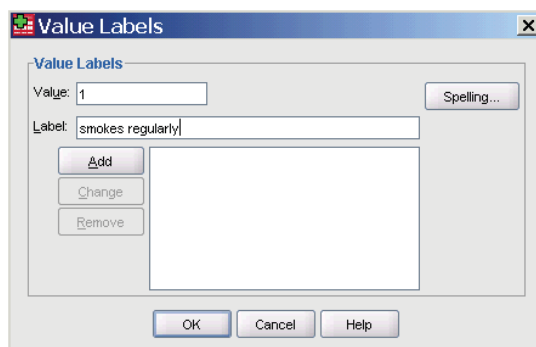 Value Labels
Value Labels
Value: 1
Spelling...
Label: smokes regularly
Add
Change
Remove
OK Cancel Help